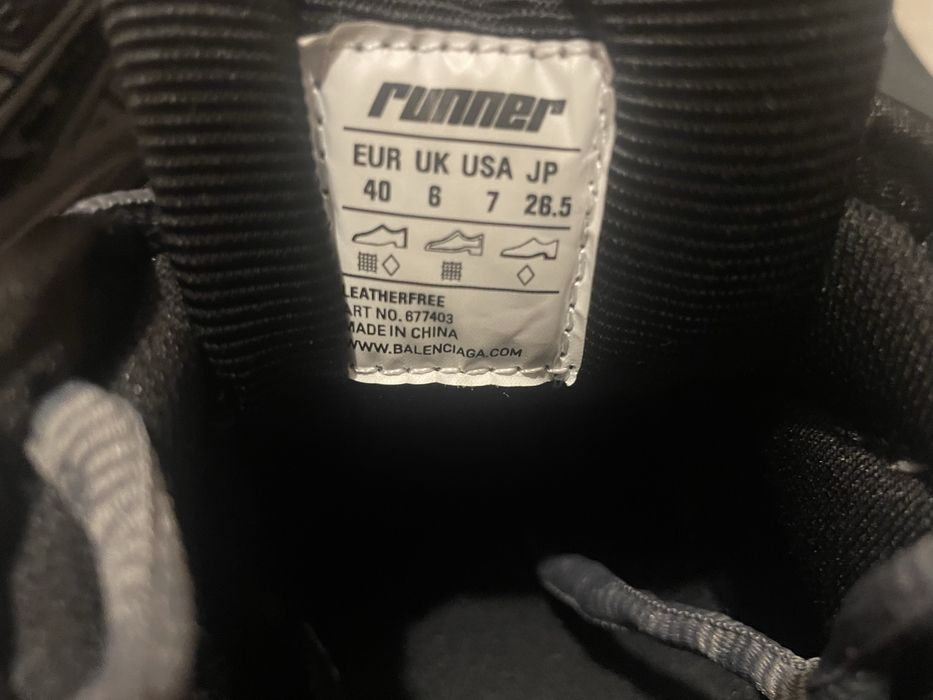 runner
EUR UK USA JP
40 6 7 26.5
LEATHERFREE
ART NO. 677403
MADE IN CHINA
WWW.BALENCIAGA.COM